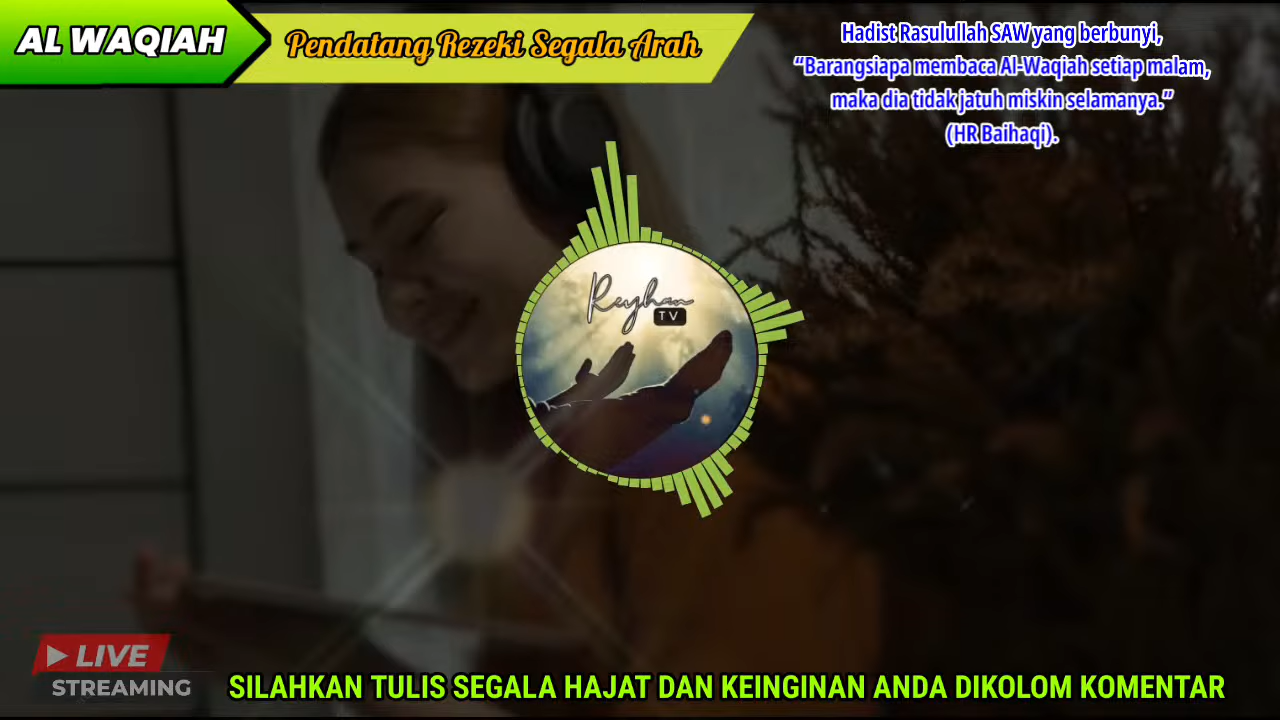 AL WAQIAH
Pendatang Rezeki Segala Arah
Hadist Rasulullah SAW yang berbunyi,
“Barangsiapa membaca Al-Waqiah setiap malam,
maka dia tidak jatuh miskin selamanya.”
(HR Baihaqi).
Reyhan
TV
LIVE
STREAMING
SILAHKAN TULIS SEGALA HAJAT DAN KEINGINAN ANDA DIKOLOM KOMENTAR